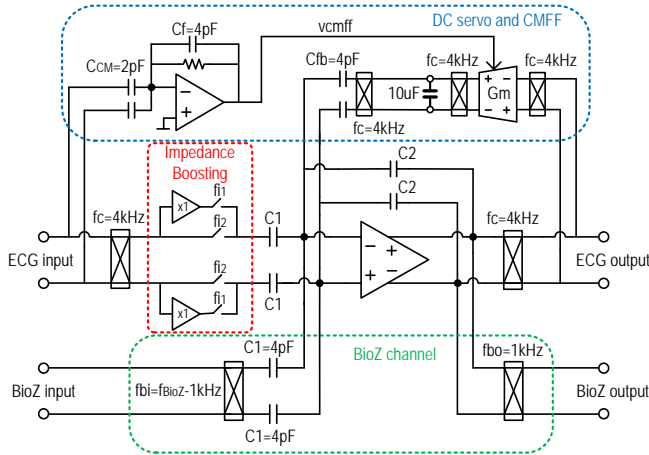 DC servo and CMFF
Cf=4pF
vcmff
CCM=2pF
Cfb=4pF
fc=4kHz
fc=4kHz
10uF
Gm
fc=4kHz
Impedance
Boosting
C2
C2
fc=4kHz
x1
fi1
fi2
C1
fc=4kHz
ECG input
ECG output
fi2
fi1
x1
C1
C1=4pF
BioZ channel
fbo=1kHz
BioZ input
fbi=fBioZ-1kHz
BioZ output
C1=4pF